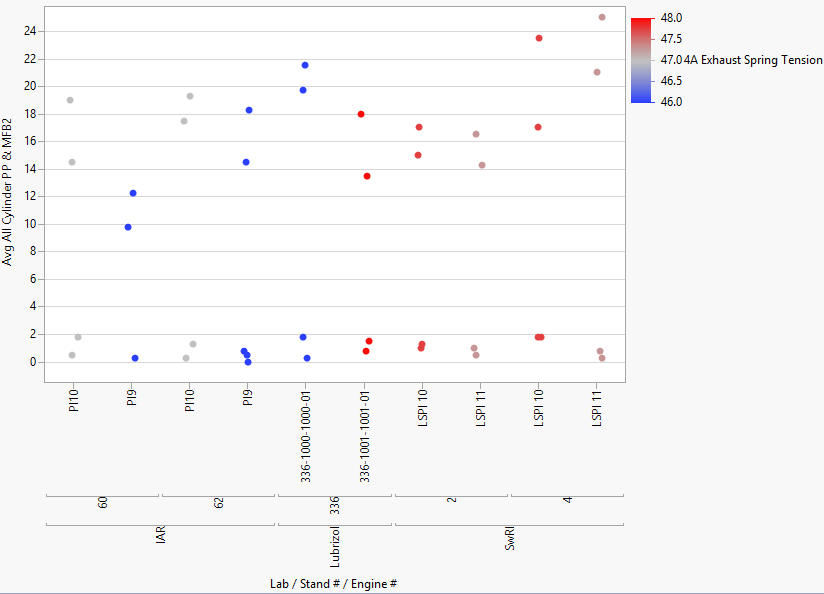 Avg All Cylinder PP & MFB2
24
22
20
18
16
14
12
10
8
6
4
2
0
48.0
47.5
47.0 4A Exhaust Spring Tension
46.5
46.0
PI10
PI9
PI10
PI9
336-1000-1000-01
336-1001-1001-01
LSPI 10
LSPI 11
LSPI 10
LSPI 11
60
62
336
2
4
IAR
Lubrizol
SwRI
Lab / Stand # / Engine #